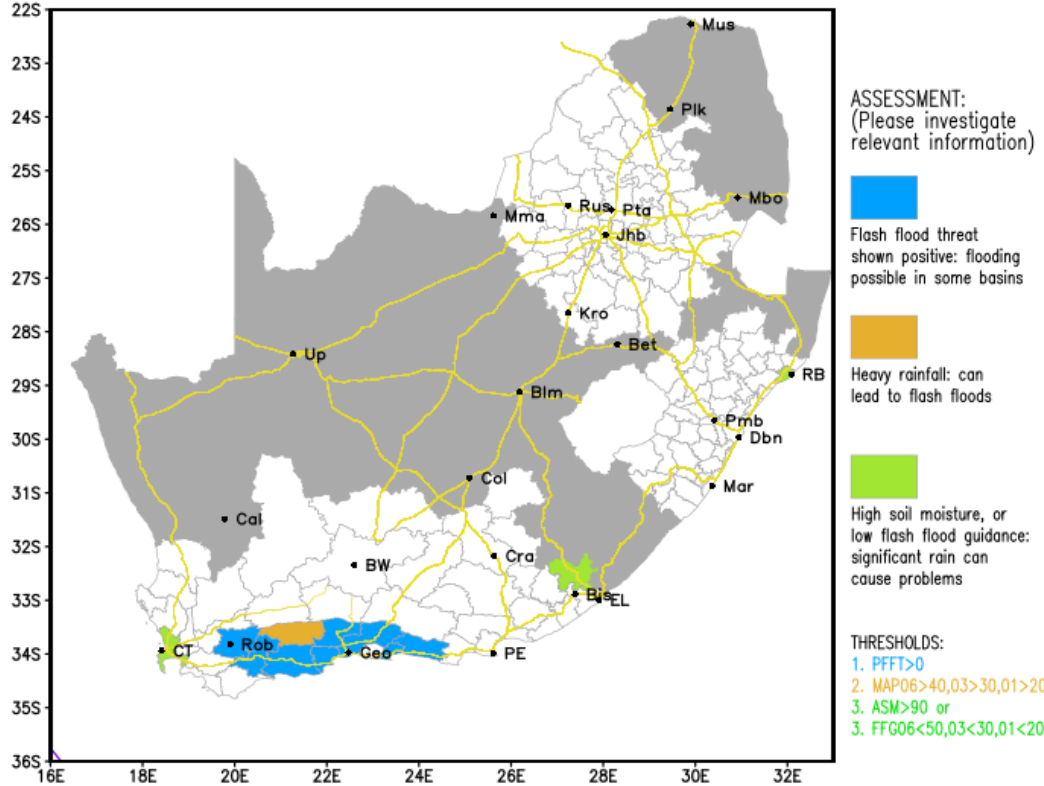 22S
Mus
23S
ASSESSMENT:
(Please investigate
relevant information)
24S
Plk
25S
Mbo
Rus
Pta
Mma
26S
Jhb
Flash flood threat
shown positive: flooding
possible in some basins
27S
Kro
28S
Bet
Up
RB
Heavy rainfall: can
lead to flash floods
29S
Blm
Pmb
30S
Dbn
Col
Mar
31S
Cal
High soil moisture, or
low flash flood guidance:
significant rain can
cause problems
32S
Cra
BW
Bis
EL
33S
Rob
CT
Geo
PE
34S
THRESHOLDS:
1. PFFT>0
2. MAP06>40,03>30,01>20
3. ASM>90 or
3. FFG06<50,03<30,01<20
35S
36S
16E 18E 20E 22E 24E 26E 28E 30E 32E